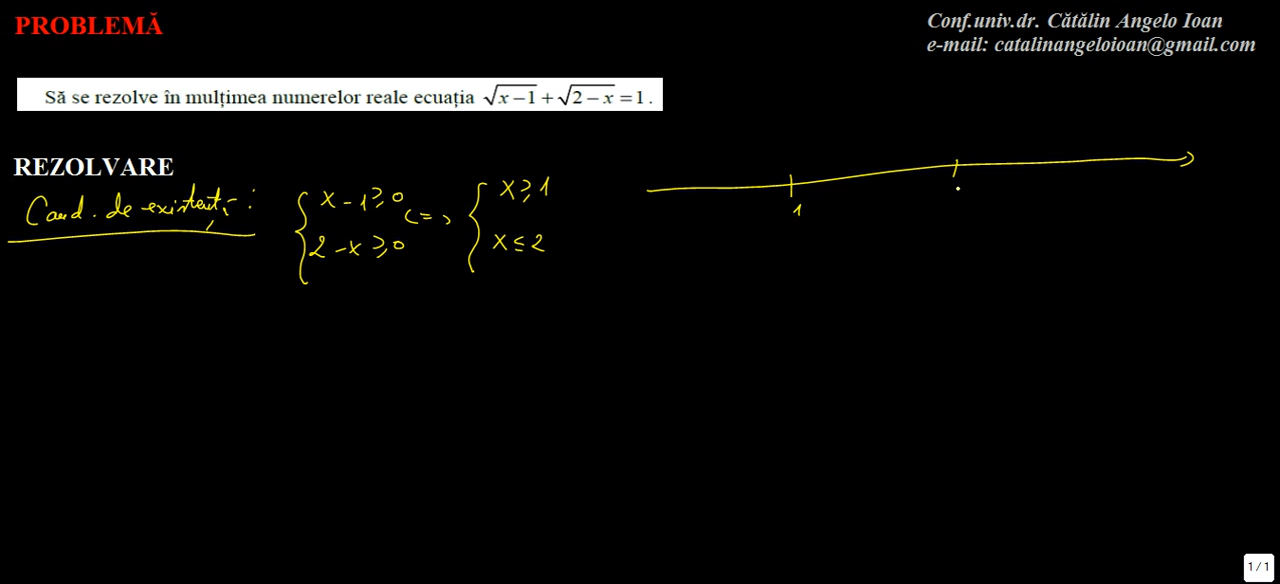 PROBLEMĂ
Conf.univ.dr. Cătălin Angelo Ioan
e-mail: catalinangeloioan@gmail.com
Să se rezolve în mulțimea numerelor reale ecuația √x−1 + √2−x = 1.
REZOLVARE
Cond. de existență:
{ x - 1 ≥ 0 <=> { x ≥ 1
2 - x ≥ 0 x ≤ 2
1
1 / 1